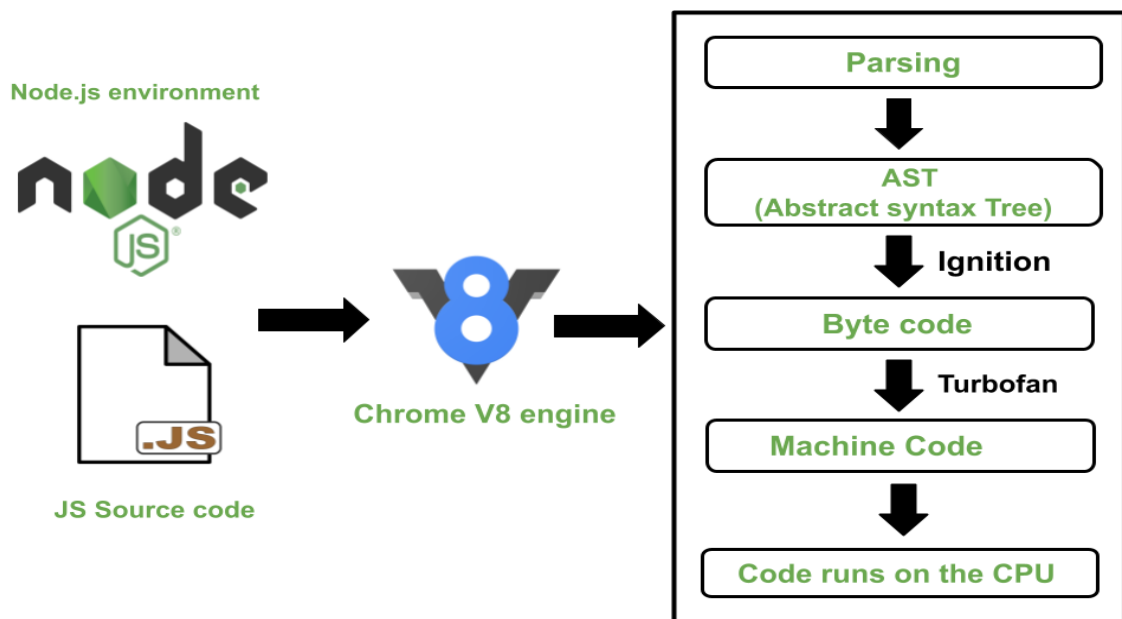 Node.js environment
node
JS
®
.JS
JS Source code
8
Chrome V8 engine
Parsing
AST
(Abstract syntax Tree)
Ignition
Byte code
Turbofan
Machine Code
Code runs on the CPU